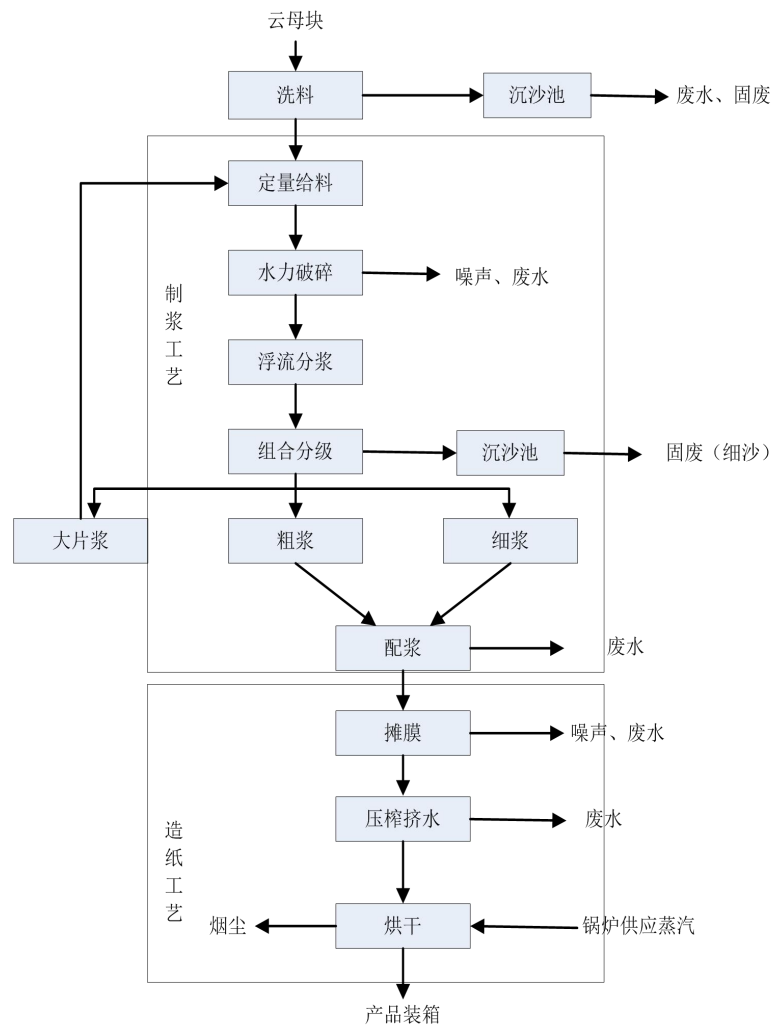 云母块
洗料
沉沙池
废水、固废
定量给料
水力破碎
噪声、废水
制浆工艺
浮流分浆
组合分级
沉沙池
固废（细沙）
大片浆
粗浆
细浆
配浆
废水
摊膜
噪声、废水
压榨挤水
废水
造纸工艺
烟尘
烘干
锅炉供应蒸汽
产品装箱